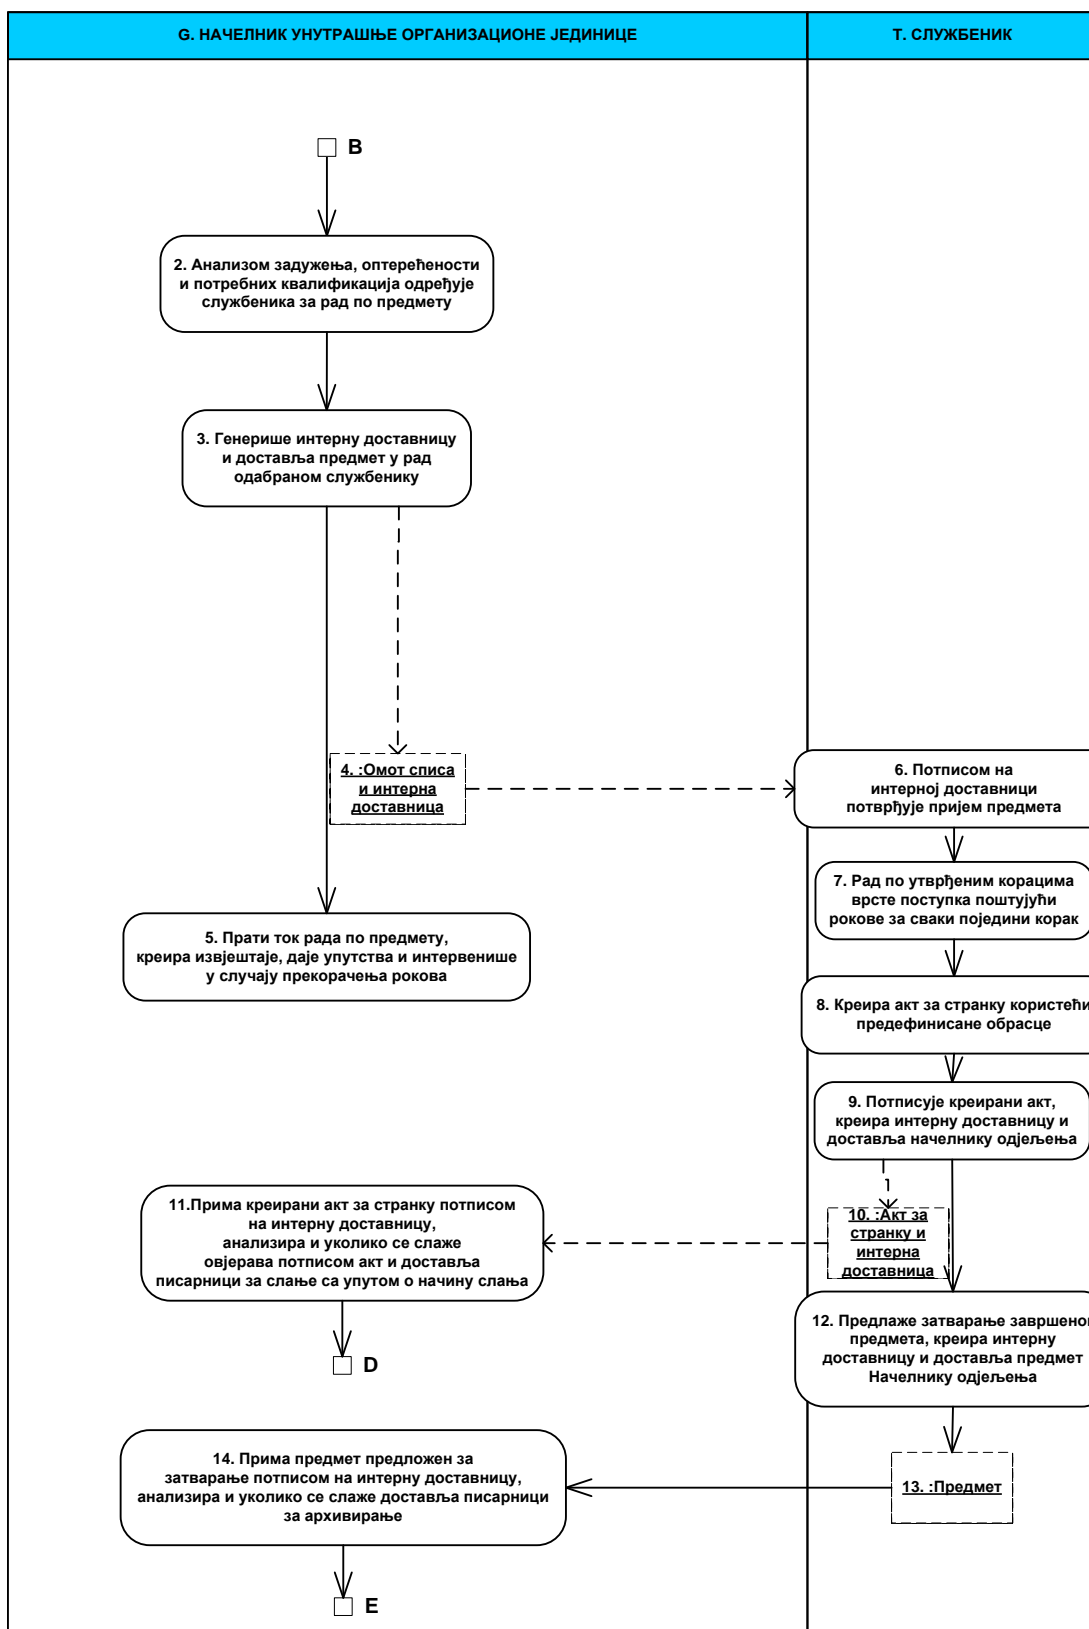 G. НАЧЕЛНИК УНУТРАШЊЕ ОРГАНИЗАЦИОНЕ ЈЕДИНИЦЕ
Т. СЛУЖБЕНИК
B
2. Анализом задужења, оптерећености
и потребних квалификација одређује
службеника за рад по предмету
3. Генерише интерну доставницу
и доставља предмет у рад
одабраном службенику
4. :Омот списа
и интерна
доставница
6. Потписом на
интерној доставници
потврђује пријем предмета
7. Рад по утврђеним корацима
врсте поступка поштујући
рокове за сваки поједини корак
5. Прати ток рада по предмету,
креира извјештаје, даје упутства и интервенише
у случају прекорачења рокова
8. Креира акт за странку користећи
предефинисане обрасце
9. Потписује креирани акт,
креира интерну доставницу и
доставља начелнику одјељења
10. :Акт за
странку и
интерна
доставница
11.Прима креирани акт за странку потписом
на интерну доставницу,
анализира и уколико се слаже
овјерава потписом акт и доставља
писарници за слање са упутом о начину слања
12. Предлаже затварање завршеног
предмета, креира интерну
доставницу и доставља предмет
Начелнику одјељења
D
13. :Предмет
14. Прима предмет предложен за
затварање потписом на интерну доставницу,
анализира и уколико се слаже доставља писарници
за архивирање
E